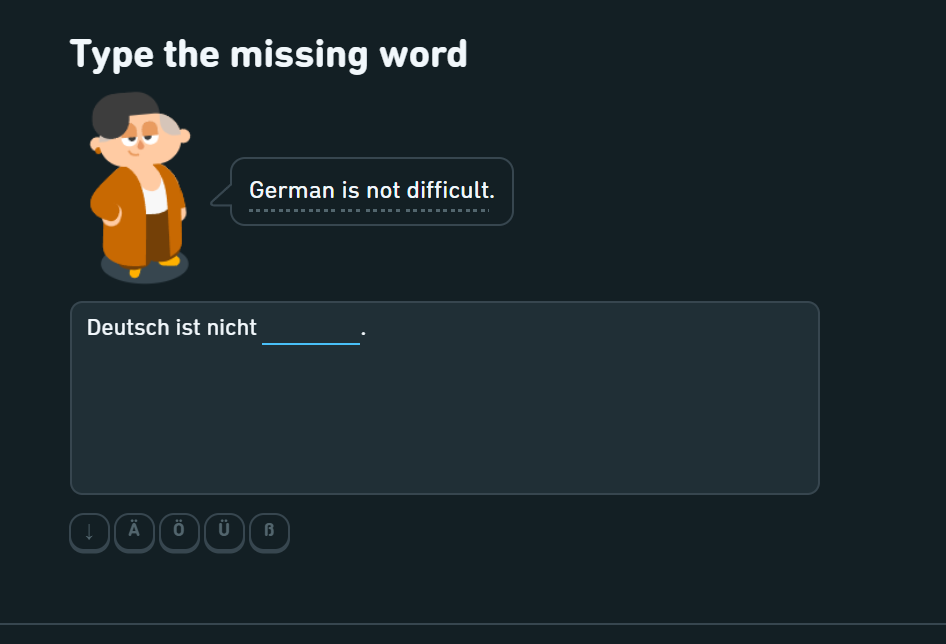 Type the missing word
German is not difficult.
Deutsch ist nicht ________.
↓ Ä Ö Ü ß